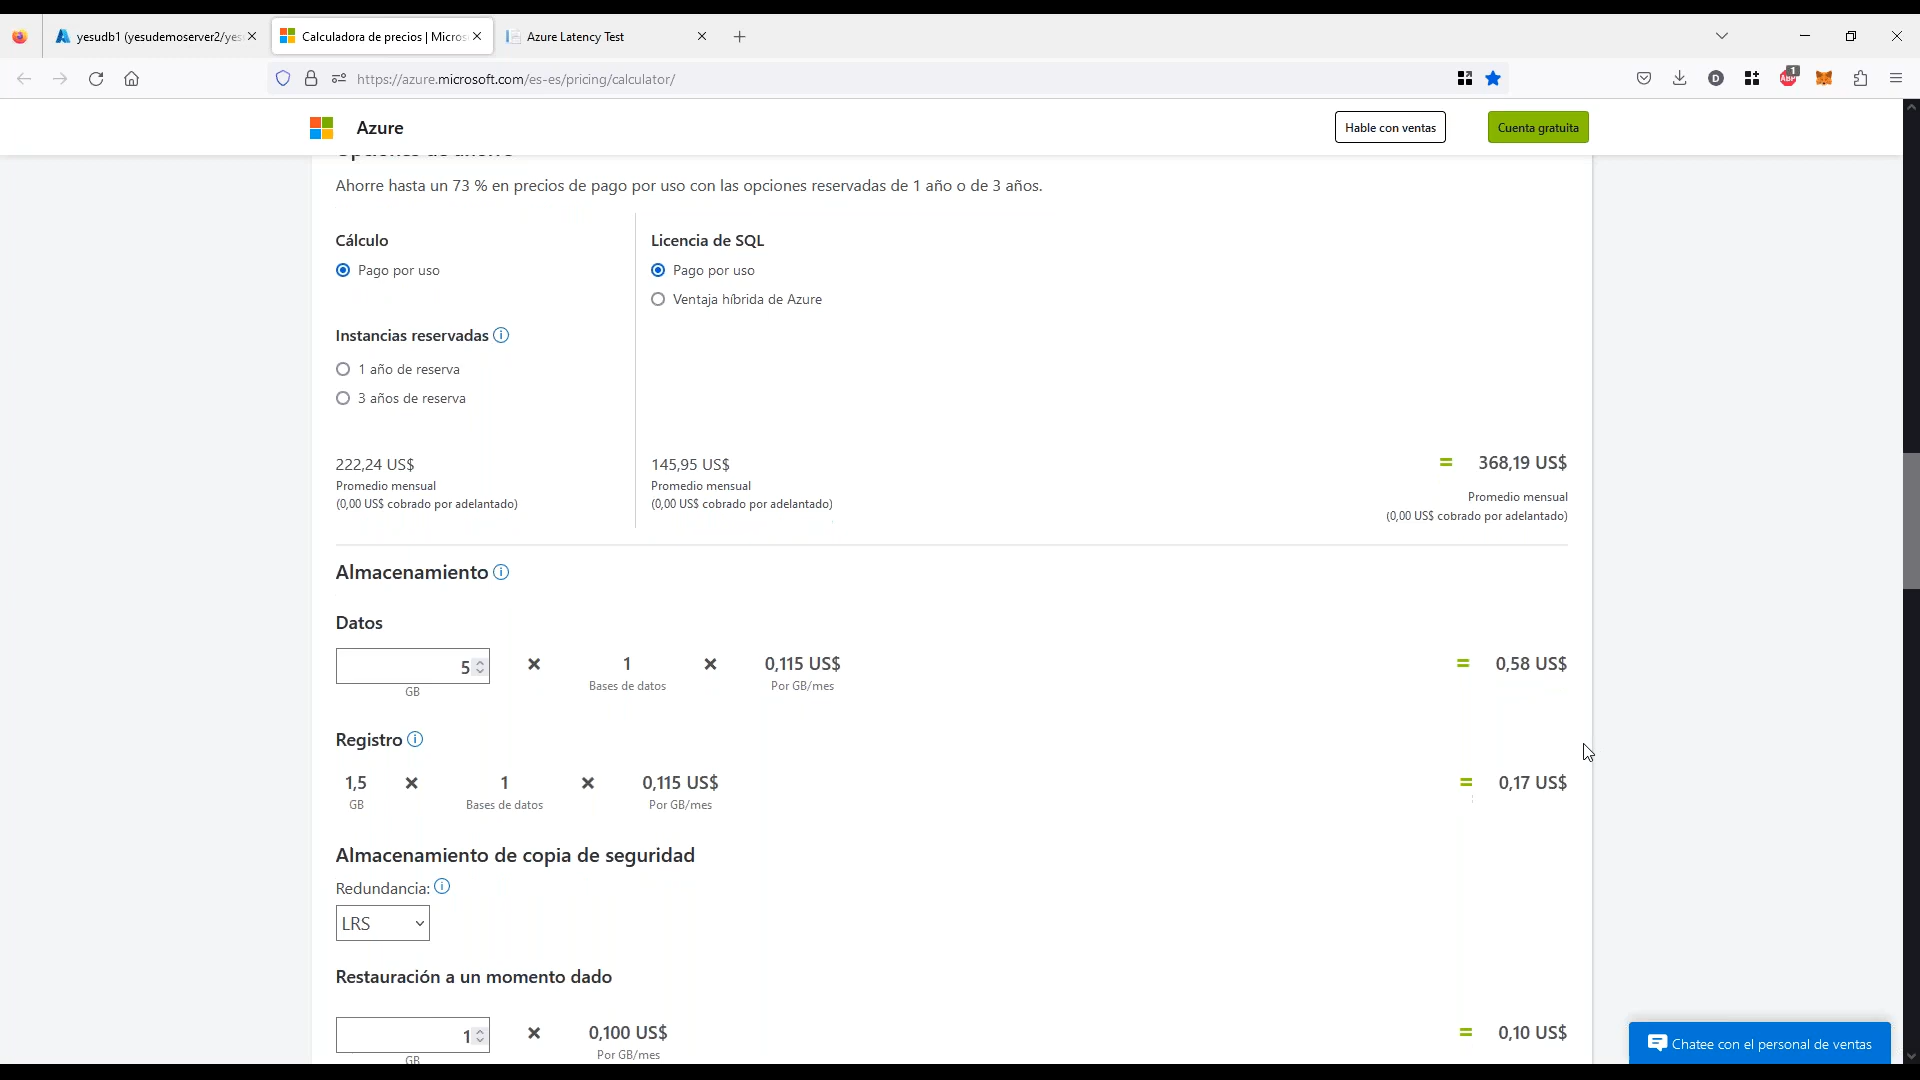 yesudb1 (yesudemoserver2/yes
Calculadora de precios | Micros
Azure Latency Test
https://azure.microsoft.com/es-es/pricing/calculator/
D
ABP
1
Azure
Hable con ventas
Cuenta gratuita
Opciones de ahorro
Ahorre hasta un 73 % en precios de pago por uso con las opciones reservadas de 1 año o de 3 años.
Cálculo
Pago por uso
Instancias reservadas
1 año de reserva
3 años de reserva
222,24 US$
Promedio mensual
(0,00 US$ cobrado por adelantado)
Licencia de SQL
Pago por uso
Ventaja híbrida de Azure
145,95 US$
Promedio mensual
(0,00 US$ cobrado por adelantado)
= 368,19 US$
Promedio mensual
(0,00 US$ cobrado por adelantado)
Almacenamiento
Datos
5 × 1 × 0,115 US$ = 0,58 US$
GB Bases de datos Por GB/mes
Registro
1,5 × 1 × 0,115 US$ = 0,17 US$
GB Bases de datos Por GB/mes
Almacenamiento de copia de seguridad
Redundancia:
LRS
Restauración a un momento dado
1 × 0,100 US$ = 0,10 US$
GB Por GB/mes
Chatee con el personal de ventas